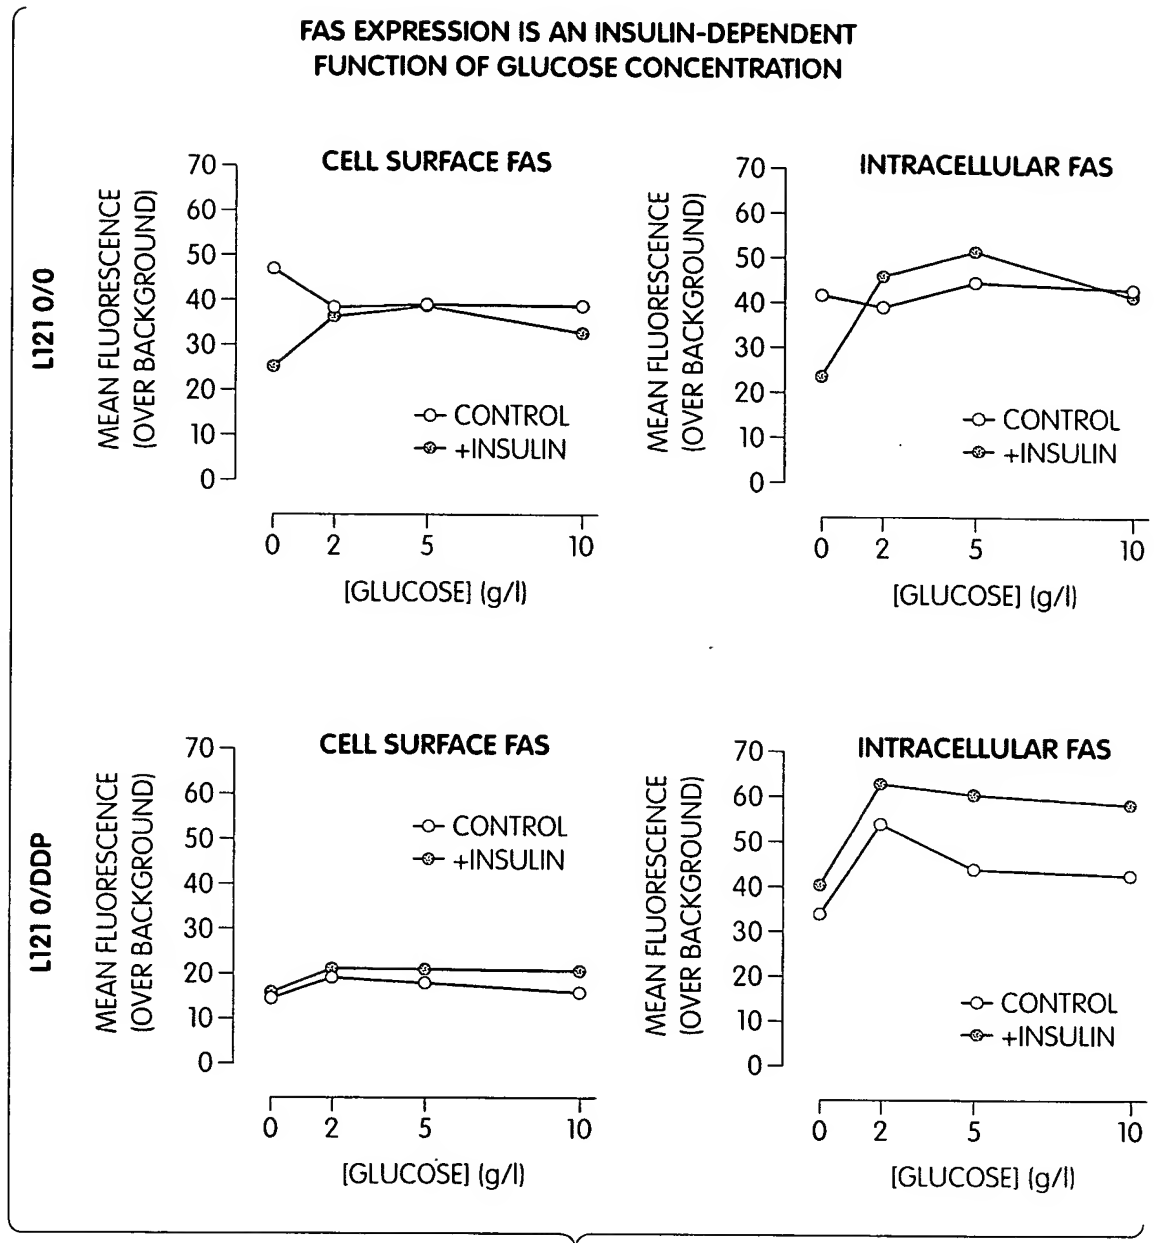 FAS EXPRESSION IS AN INSULIN-DEPENDENT
FUNCTION OF GLUCOSE CONCENTRATION
L121 0/0
CELL SURFACE FAS
MEAN FLUORESCENCE
(OVER BACKGROUND)
70
60
50
40
30
20
10
0
CONTROL
+INSULIN
0 2 5 10
[GLUCOSE] (g/l)
INTRACELLULAR FAS
MEAN FLUORESCENCE
(OVER BACKGROUND)
70
60
50
40
30
20
10
0
CONTROL
+INSULIN
0 2 5 10
[GLUCOSE] (g/l)
L121 0/DDP
CELL SURFACE FAS
MEAN FLUORESCENCE
(OVER BACKGROUND)
70
60
50
40
30
20
10
0
CONTROL
+INSULIN
0 2 5 10
[GLUCOSE] (g/l)
INTRACELLULAR FAS
MEAN FLUORESCENCE
(OVER BACKGROUND)
70
60
50
40
30
20
10
0
CONTROL
+INSULIN
0 2 5 10
[GLUCOSE] (g/l)